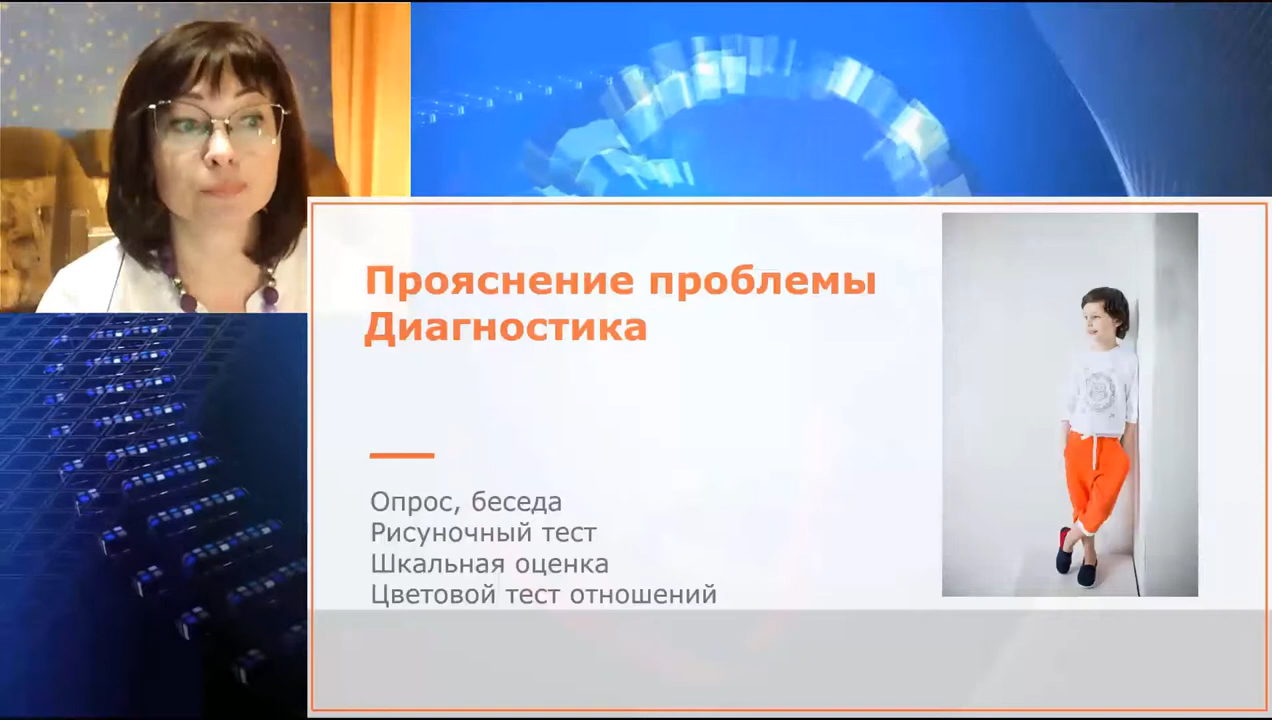 Прояснение проблемы
Диагностика
Опрос, беседа
Рисуночный тест
Шкальная оценка
Цветовой тест отношений